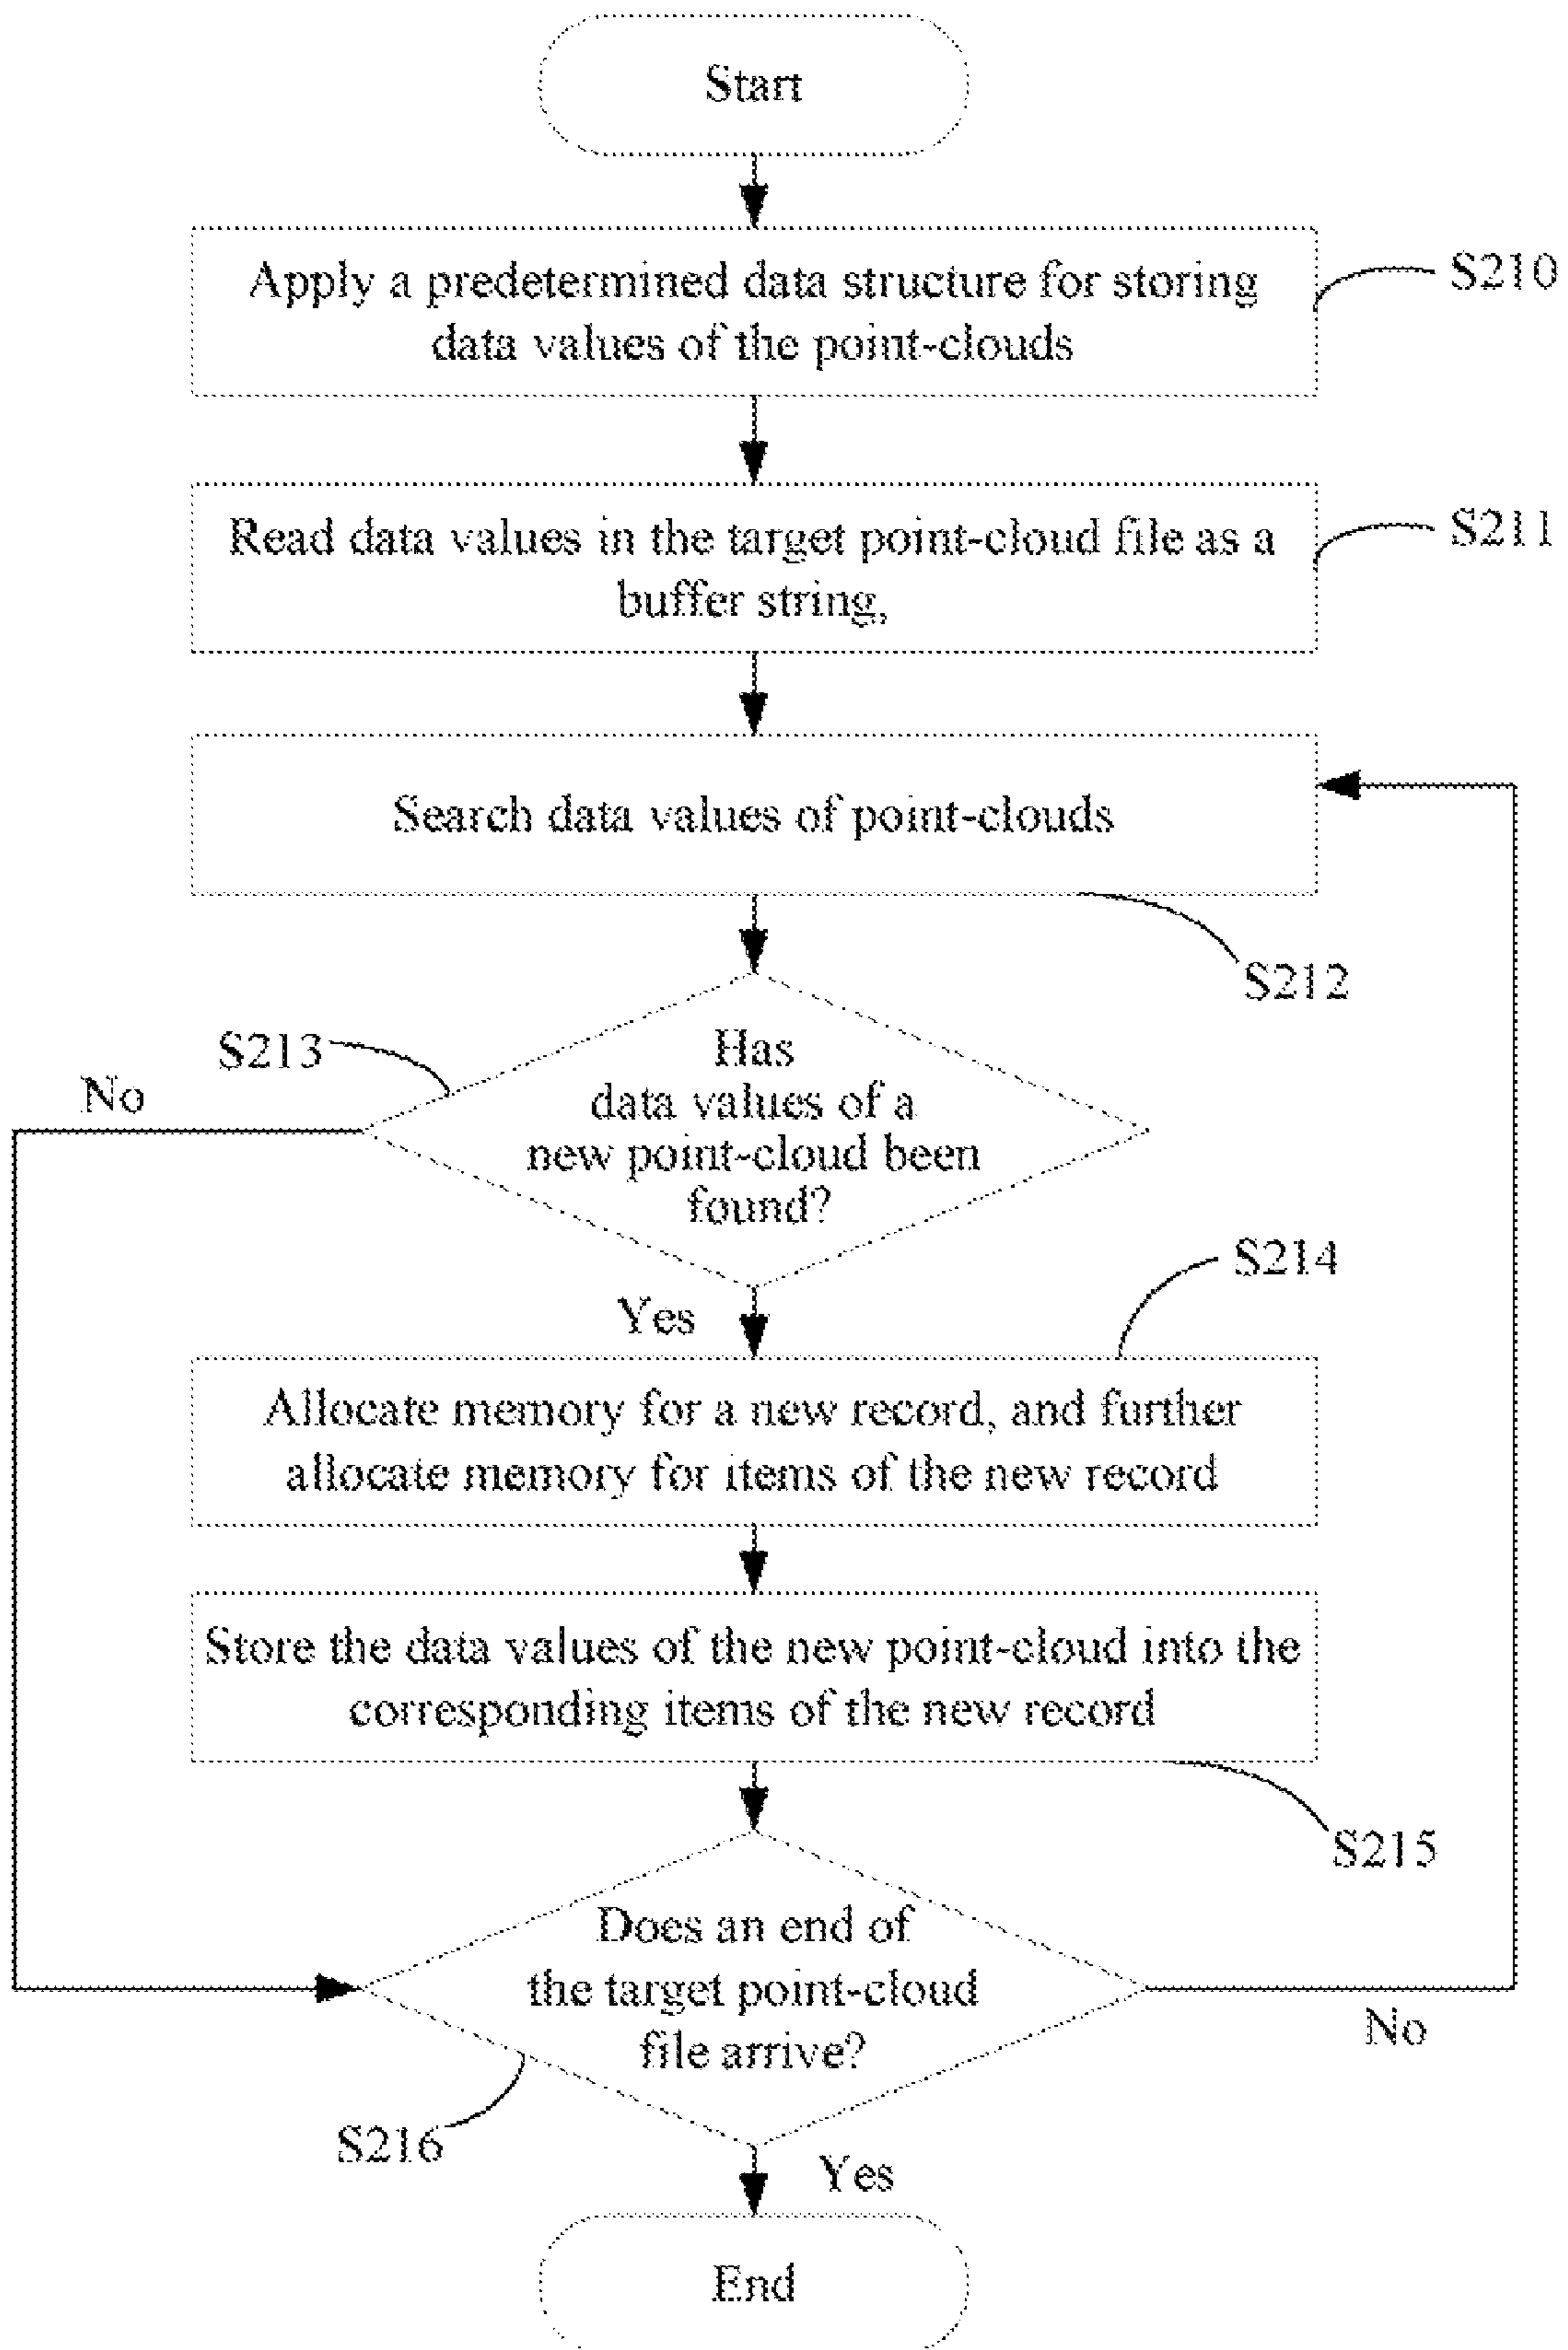 Start
Apply a predetermined data structure for storing
data values of the point-clouds
S210
Read data values in the target point-cloud file as a
buffer string,
S211
Search data values of point-clouds
S212
S213
No
Has
data values of a
new point-cloud been
found?
S214
Yes
Allocate memory for a new record, and further
allocate memory for items of the new record
Store the data values of the new point-cloud into the
corresponding items of the new record
S215
Does an end of
the target point-cloud
file arrive?
No
S216
Yes
End